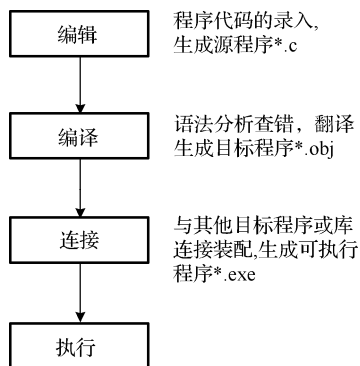 编辑
程序代码的录入,
生成源程序*.c
编译
语法分析查错，翻译
生成目标程序*.obj
连接
与其他目标程序或库
连接装配,生成可执行
程序*.exe
执行